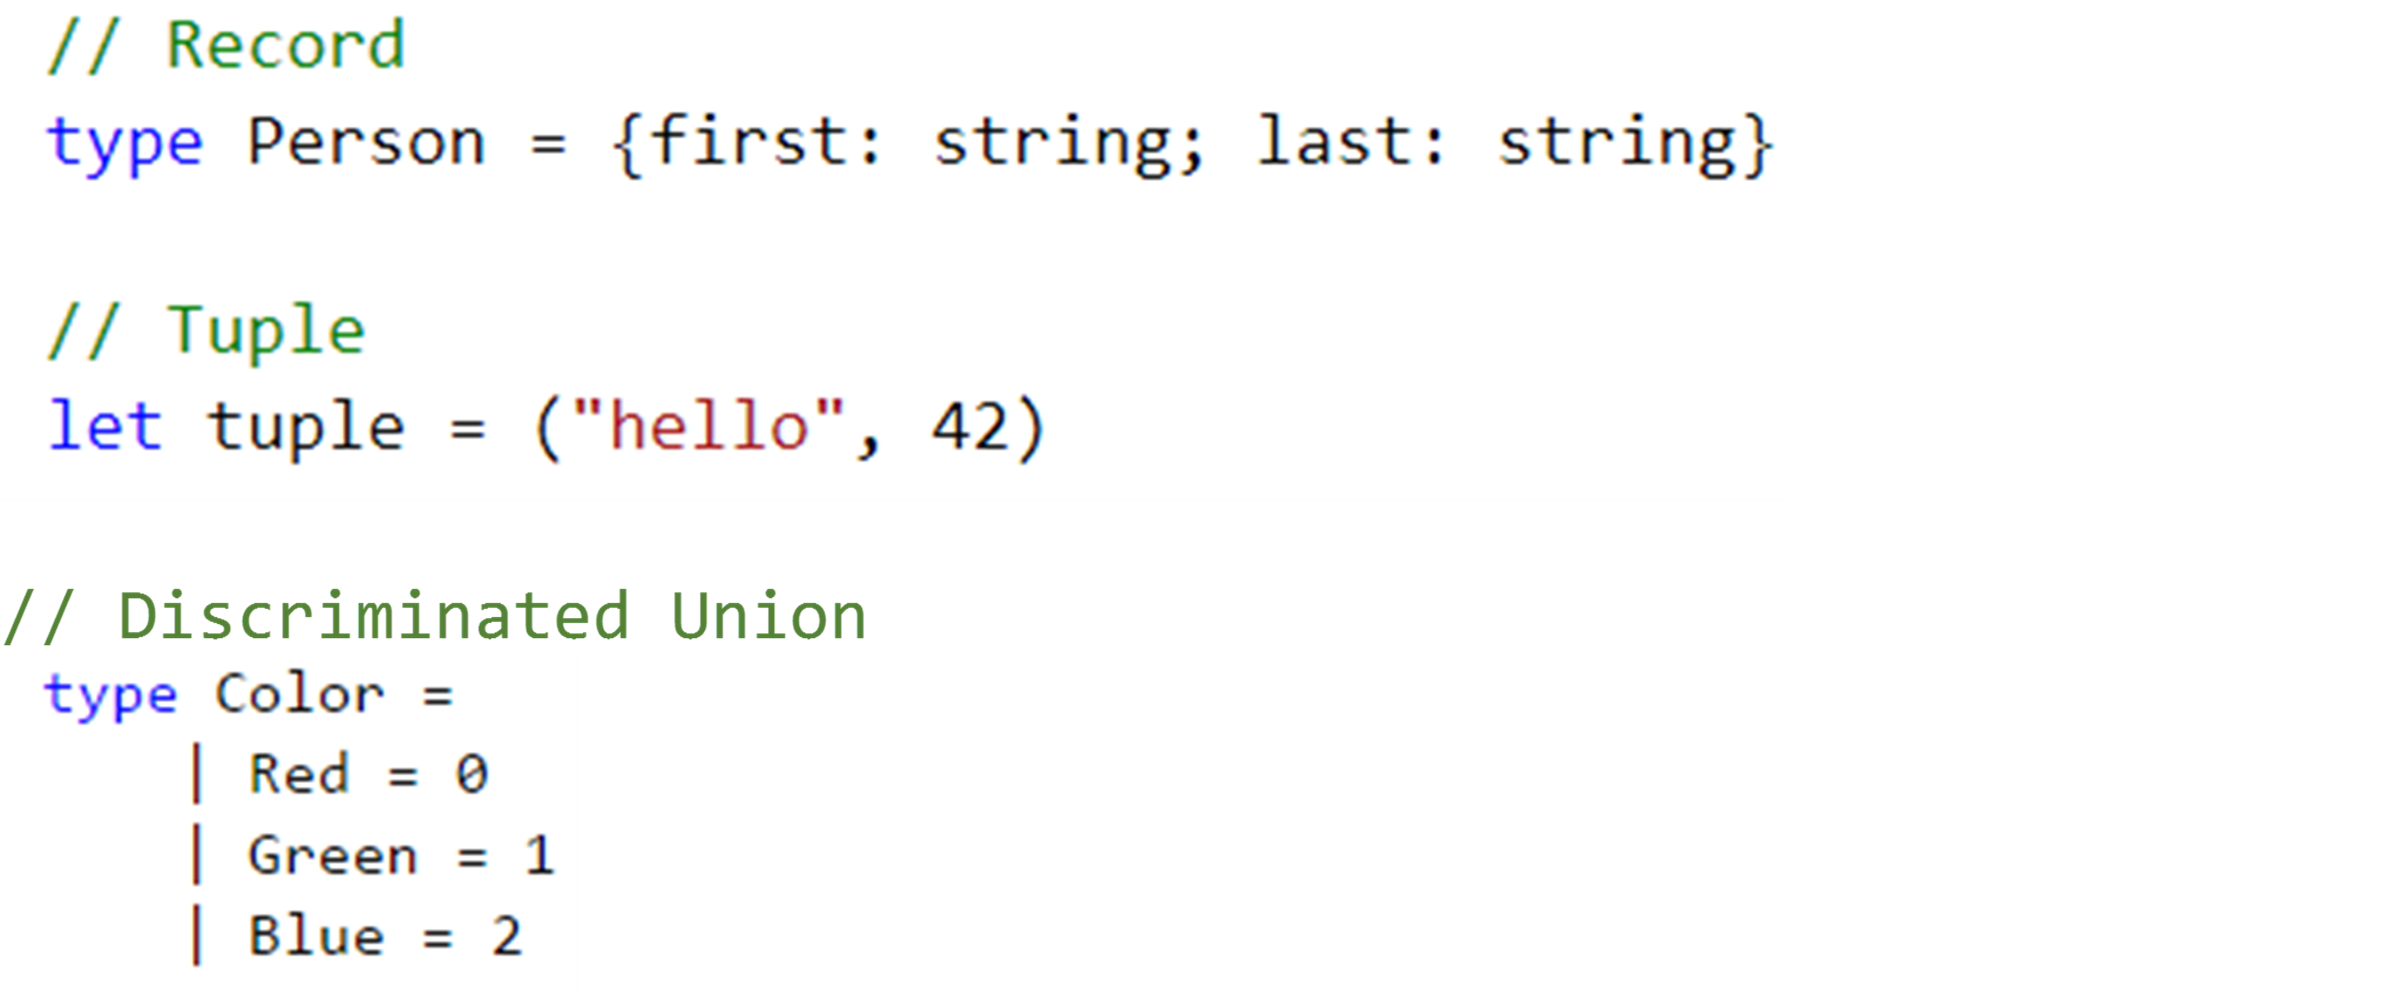 // Record
type Person = {first: string; last: string}
// Tuple
let tuple = ("hello", 42)
// Discriminated Union
type Color =
| Red = 0
| Green = 1
| Blue = 2